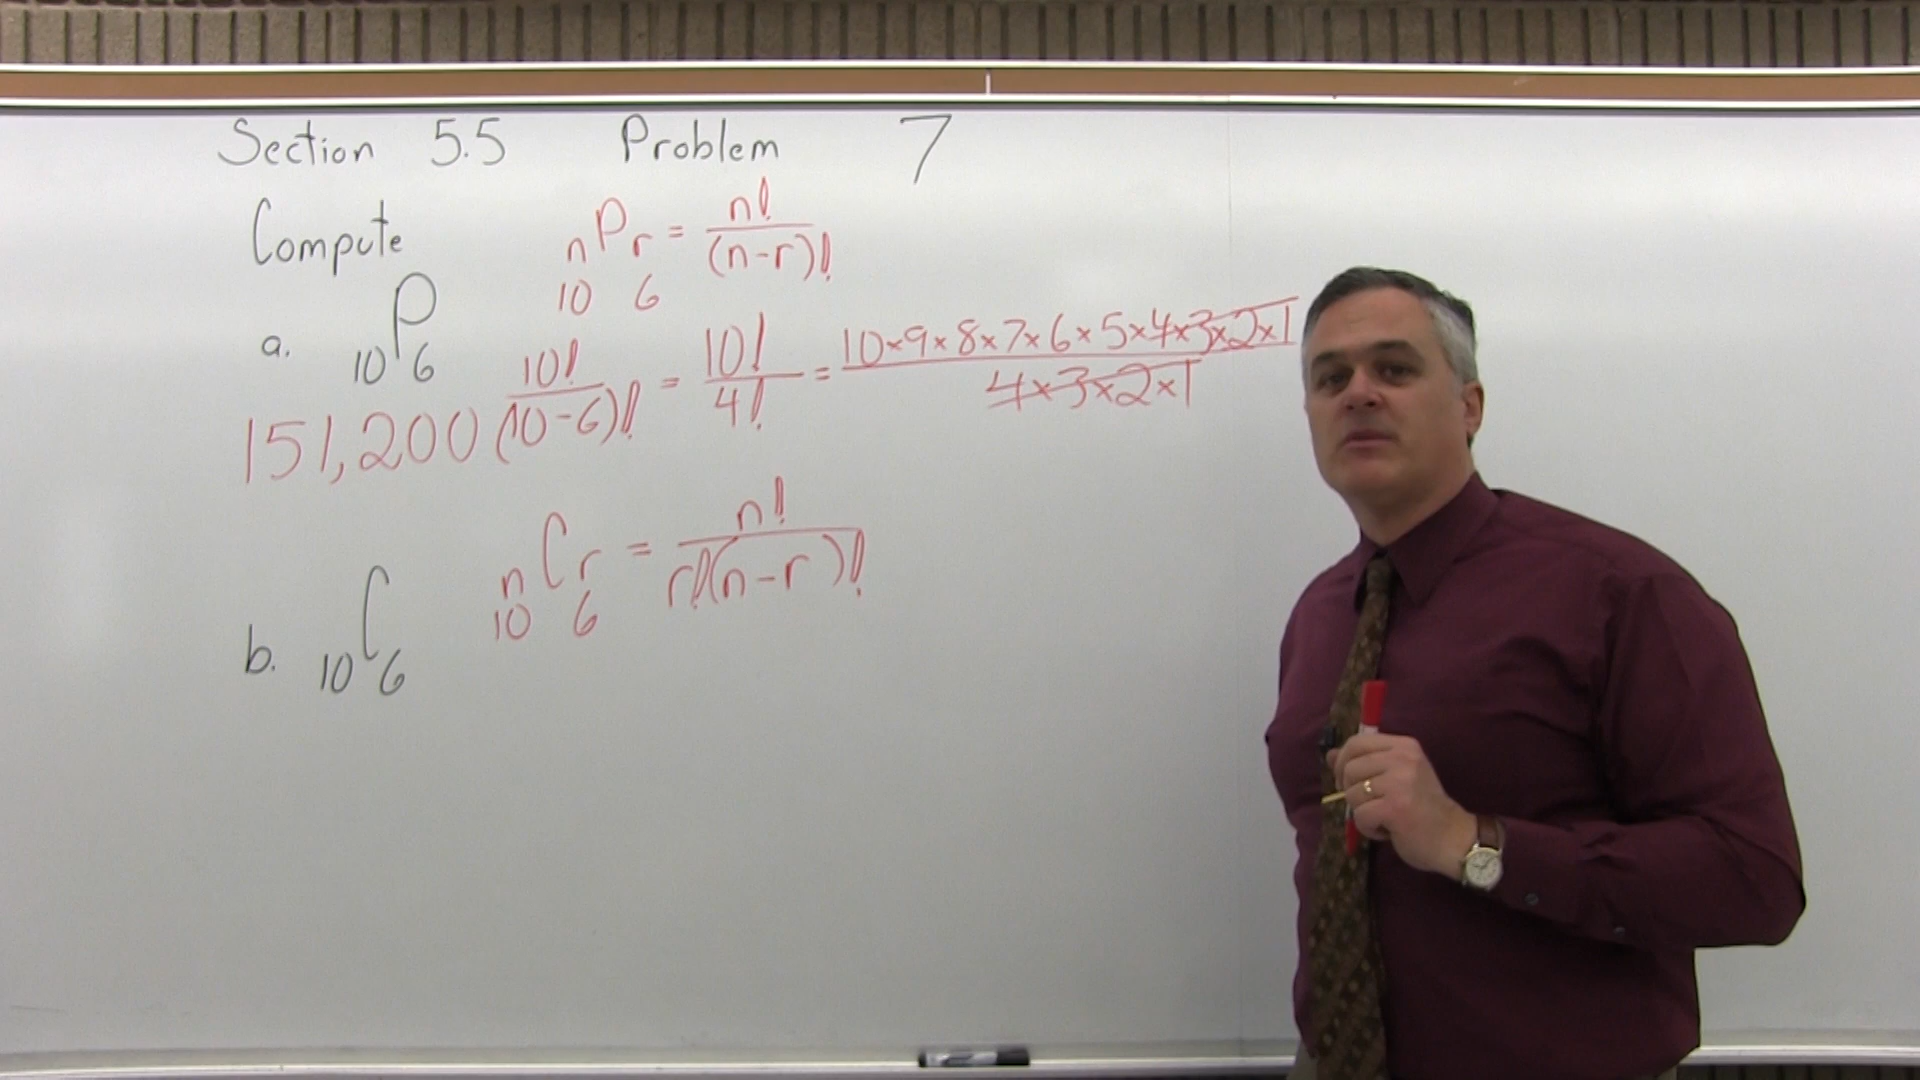 Section 5.5 Problem 7
Compute
nPr = n!/(n-r)!
10 6
a. 10P6
10!/(10-6)! = 10!/4! = 10×9×8×7×6×5×4×3×2×1/4×3×2×1
151,200
nCr = n!/r!(n-r)!
10 6
b. 10C6